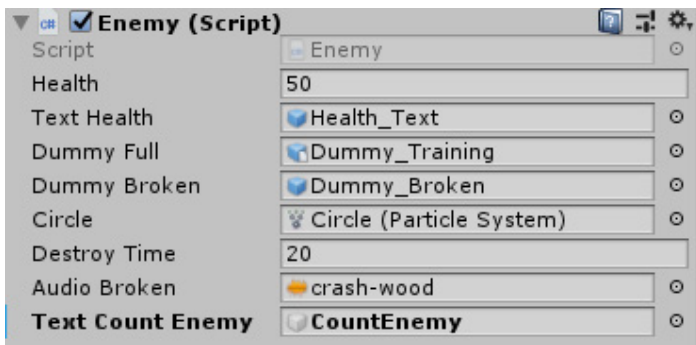 Enemy (Script)
Script Enemy
Health 50
Text Health Health_Text
Dummy Full Dummy_Training
Dummy Broken Dummy_Broken
Circle Circle (Particle System)
Destroy Time 20
Audio Broken crash-wood
Text Count Enemy CountEnemy